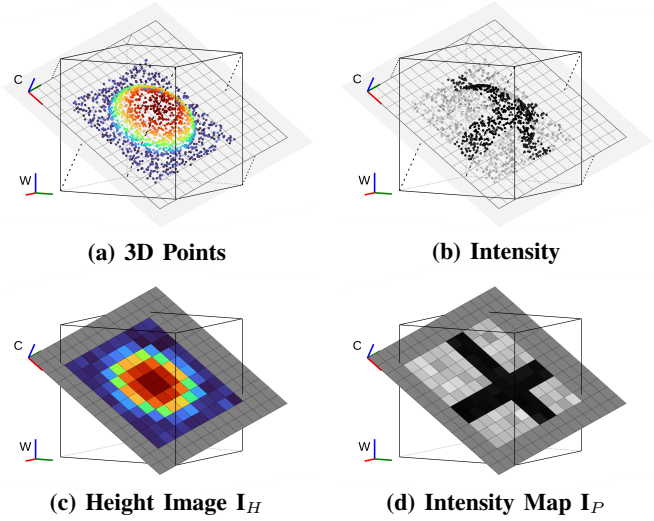 C
C
W
W
(a) 3D Points
(b) Intensity
C
C
W
W
(c) Height Image I_H
(d) Intensity Map I_P